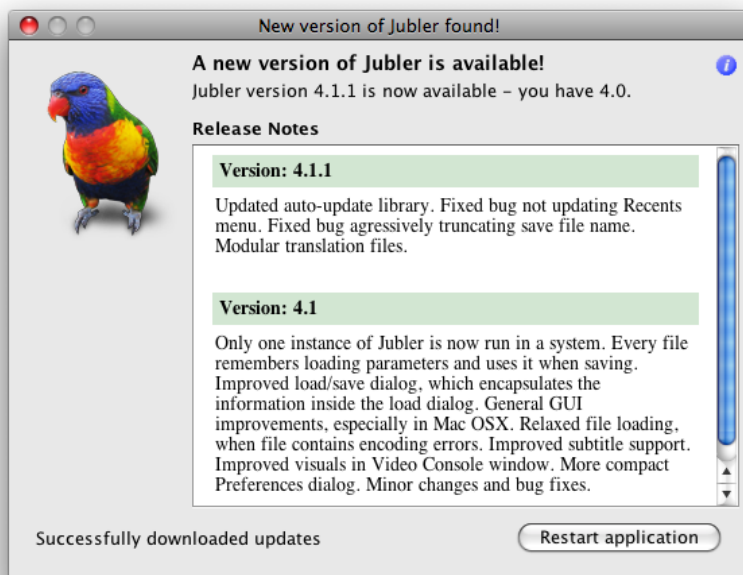 New version of Jubler found!
A new version of Jubler is available!
Jubler version 4.1.1 is now available – you have 4.0.
Release Notes
Version: 4.1.1
Updated auto-update library. Fixed bug not updating Recents
menu. Fixed bug agressively truncating save file name.
Modular translation files.
Version: 4.1
Only one instance of Jubler is now run in a system. Every file
remembers loading parameters and uses it when saving.
Improved load/save dialog, which encapsulates the
information inside the load dialog. General GUI
improvements, especially in Mac OSX. Relaxed file loading,
when file contains encoding errors. Improved subtitle support.
Improved visuals in Video Console window. More compact
Preferences dialog. Minor changes and bug fixes.
Successfully downloaded updates
Restart application